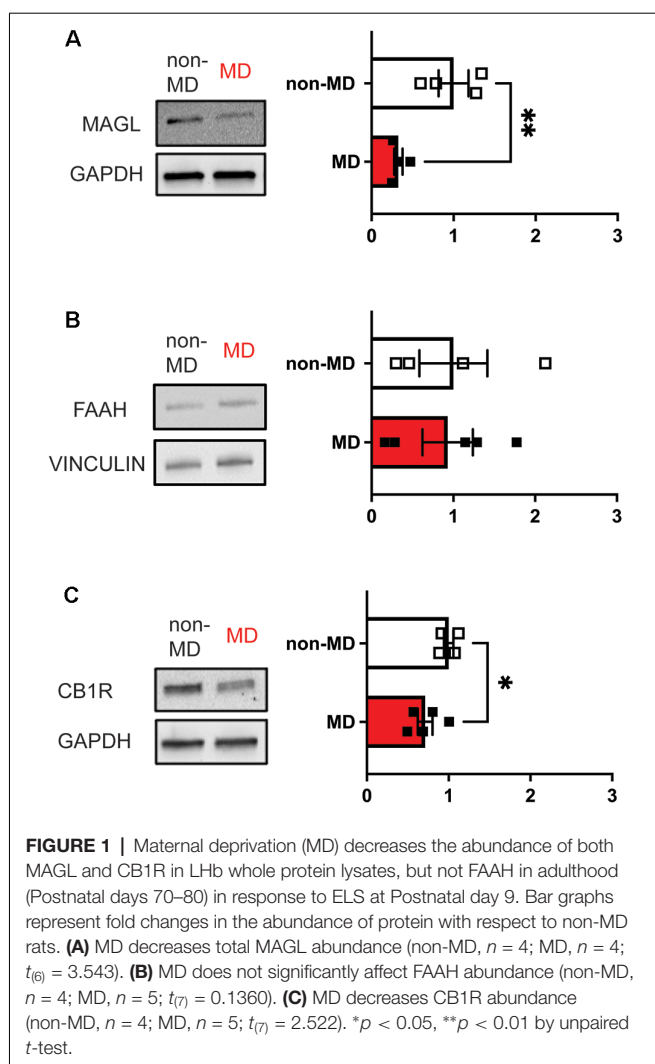 A
non-
MD MD
MAGL
GAPDH
non-MD
MD
**
0 1 2 3
B
non-
MD MD
FAAH
VINCULIN
non-MD
MD
0 1 2 3
C
non-
MD MD
CB1R
GAPDH
non-MD
MD
*
0 1 2 3
FIGURE 1 | Maternal deprivation (MD) decreases the abundance of both
MAGL and CB1R in LHb whole protein lysates, but not FAAH in adulthood
(Postnatal days 70–80) in response to ELS at Postnatal day 9. Bar graphs
represent fold changes in the abundance of protein with respect to non-MD
rats. (A) MD decreases total MAGL abundance (non-MD, n = 4; MD, n = 4;
t(6) = 3.543). (B) MD does not significantly affect FAAH abundance (non-MD,
n = 4; MD, n = 5; t(7) = 0.1360). (C) MD decreases CB1R abundance
(non-MD, n = 4; MD, n = 5; t(7) = 2.522). *p < 0.05, **p < 0.01 by unpaired
t-test.